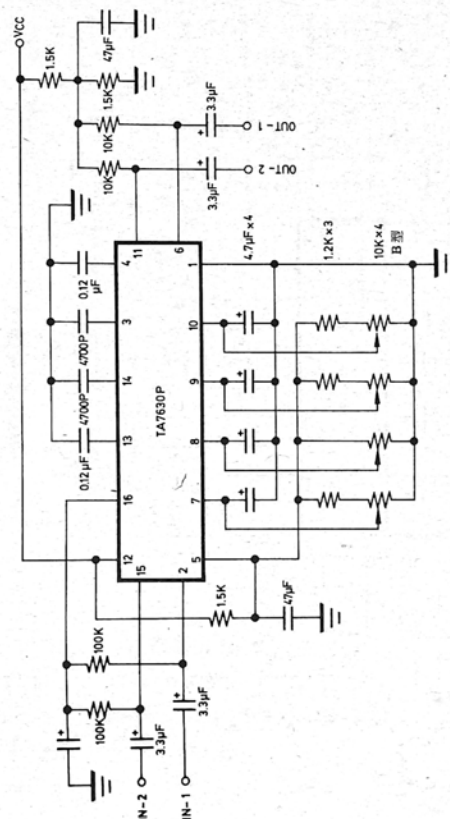 VCC
1.5K
47μF
1.5K
10K
10K
3.3μF
OUT-1
3.3μF
OUT-2
11
6
4
3
14
13
16
12
15
2
5
7
8
9
10
1
TA7630P
0.12 μF
4700P
4700P
0.12μF
4.7μF×4
1.2K×3
10K×4
B型
1.5K
47μF
100K
100K
3.3μF
3.3μF
IN-2
IN-1